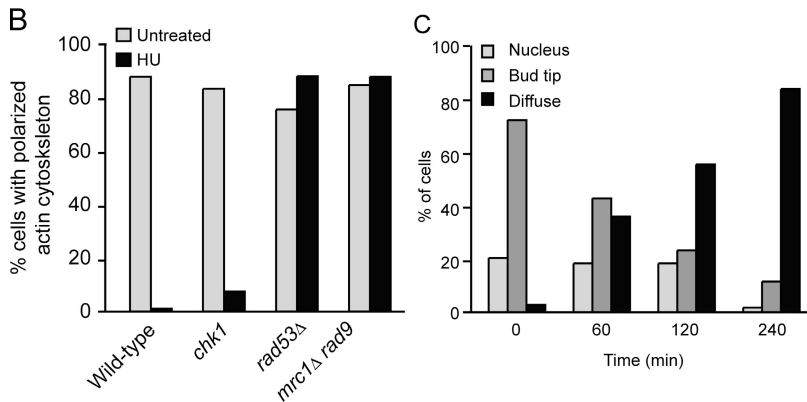 B
Untreated
HU
% cells with polarized
actin cytosksleton
100
80
60
40
20
0
Wild-type
chk1
rad53Δ
mrc1Δ rad9
C
Nucleus
Bud tip
Diffuse
% of cells
100
80
60
40
20
0
0
60
120
240
Time (min)